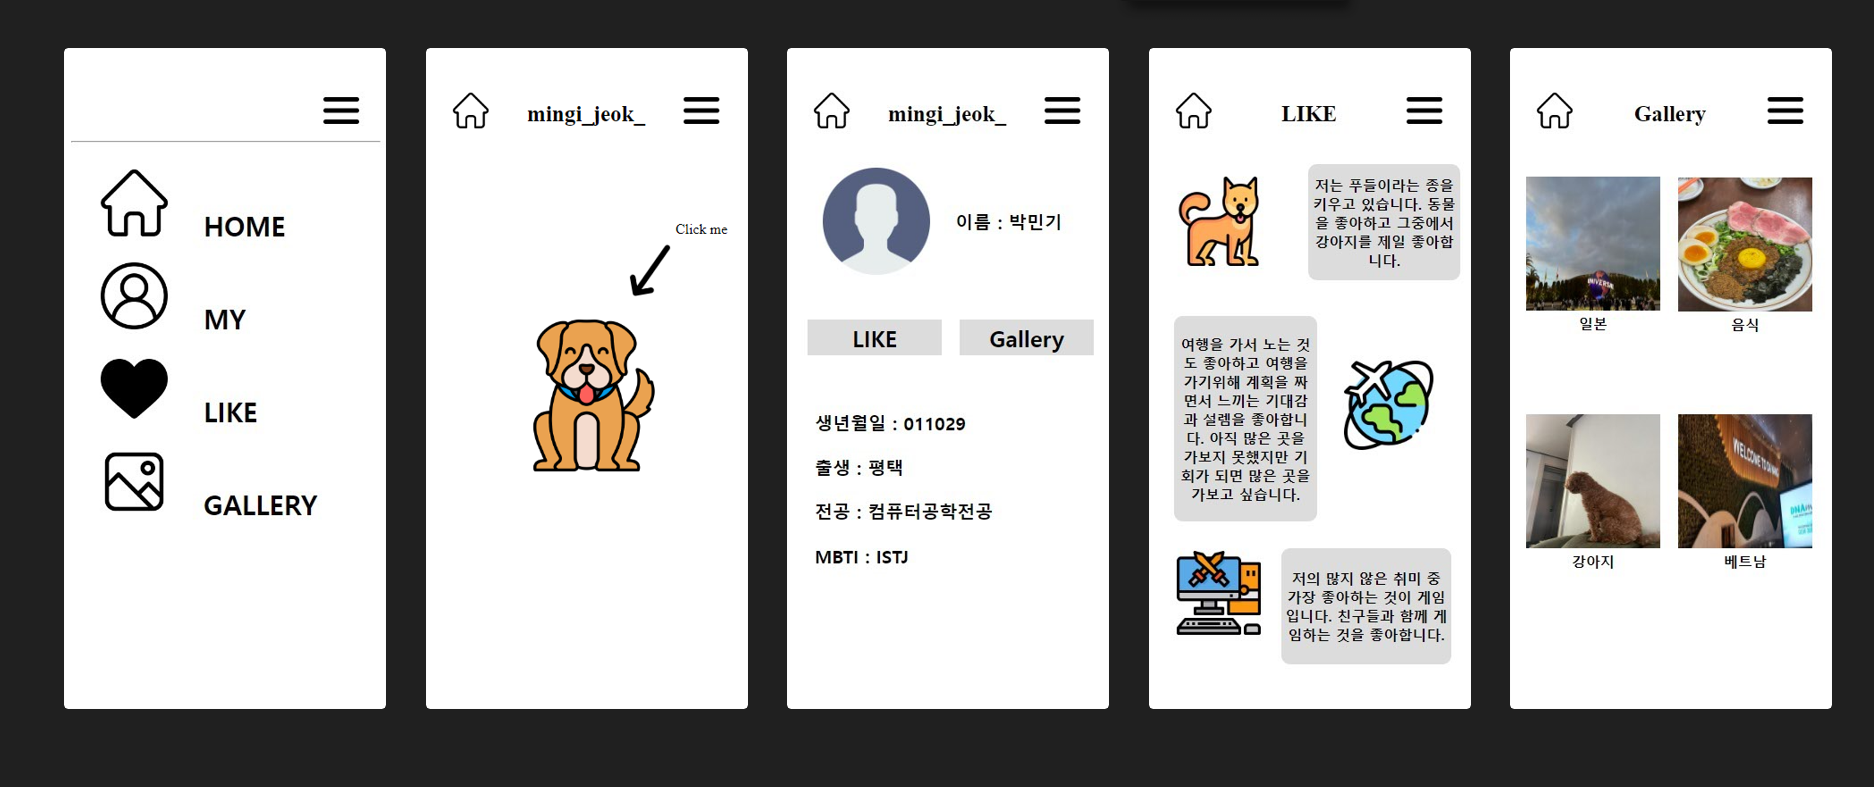 HOME
MY
LIKE
GALLERY
mingi_jeok_
Click me
mingi_jeok_
이름 : 박민기
LIKE
Gallery
생년월일 : 011029
출생 : 평택
전공 : 컴퓨터공학전공
MBTI : ISTJ
LIKE
저는 푸들이라는 종을
키우고 있습니다. 동물
을 좋아하고 그중에서
강아지를 제일 좋아합
니다.
여행을 가서 노는 것
도 좋아하고 여행을
가기위해 계획을 짜
면서 느끼는 기대감
과 설렘을 좋아합니
다. 아직 많은 곳을
가보지 못했지만 기
회가 되면 많은 곳을
가보고 싶습니다.
저의 많지 않은 취미 중
가장 좋아하는 것이 게임
입니다. 친구들과 함께 게
임하는 것을 좋아합니다.
Gallery
일본
음식
WELCOME TO
강아지
베트남